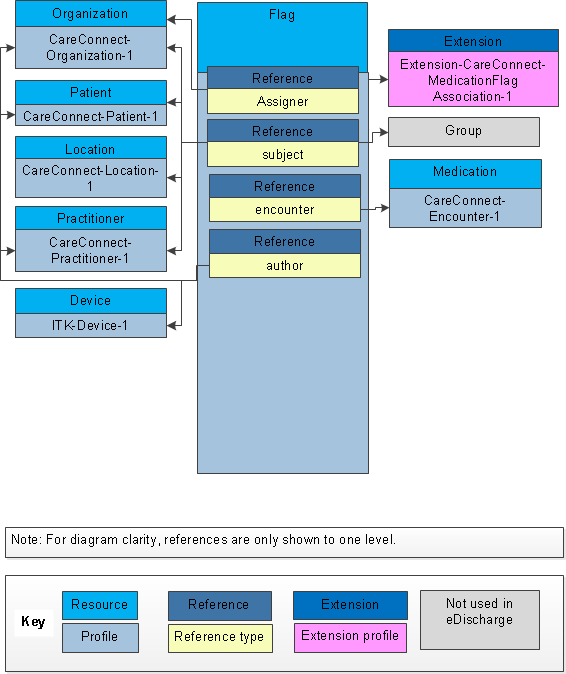 Organization
CareConnect-
Organization-1
Patient
CareConnect-Patient-1
Location
CareConnect-Location-
1
Practitioner
CareConnect-
Practitioner-1
Device
ITK-Device-1
Flag
Reference
Assigner
Reference
subject
Reference
encounter
Reference
author
Extension
Extension-CareConnect-
MedicationFlag
Association-1
Group
Medication
CareConnect-
Encounter-1
Note: For diagram clarity, references are only shown to one level.
Key
Resource
Profile
Reference
Reference type
Extension
Extension profile
Not used in
eDischarge